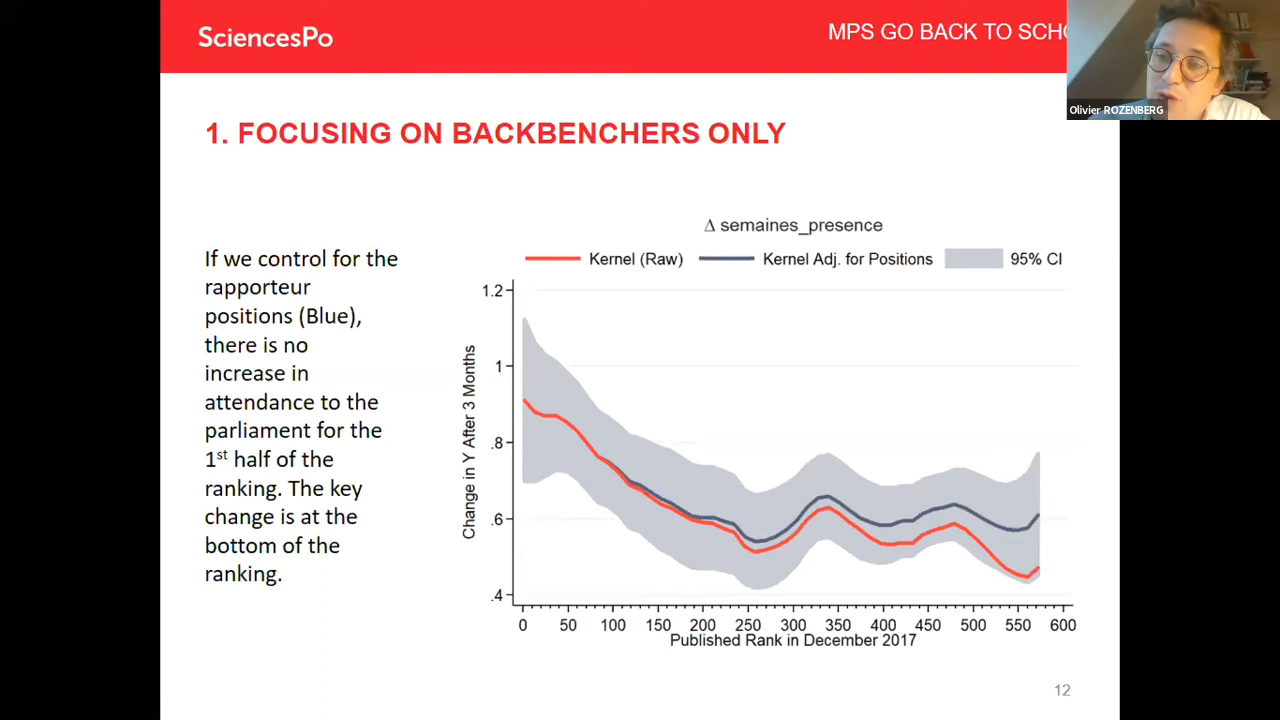 SciencesPo
MPS GO BACK TO
Olivier ROZENBERG
1. FOCUSING ON BACKBENCHERS ONLY
If we control for the
rapporteur
positions (Blue),
there is no
increase in
attendance to the
parliament for the
1st half of the
ranking. The key
change is at the
bottom of the
ranking.
Δ semaines_presence
Kernel (Raw) Kernel Adj. for Positions 95% CI
Change in Y After 3 Months
1.2
1
.8
.6
.4
0 50 100 150 200 250 300 350 400 450 500 550 600
Published Rank in December 2017
12